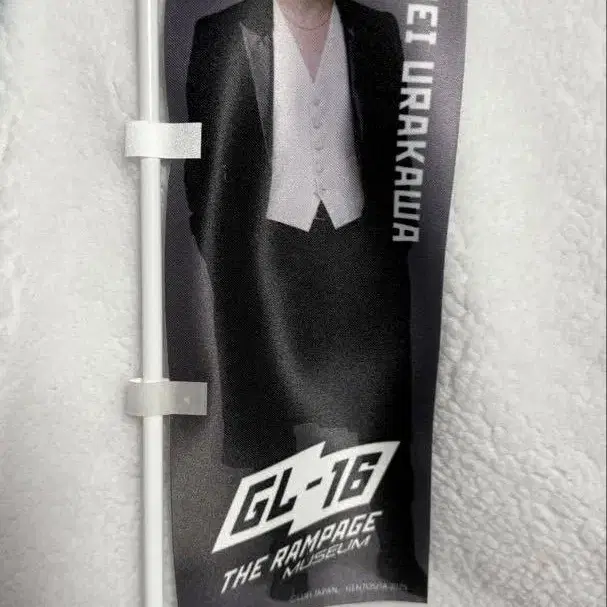 EI URAKAWA
GL-16
THE RAMPAGE
MUSEUM